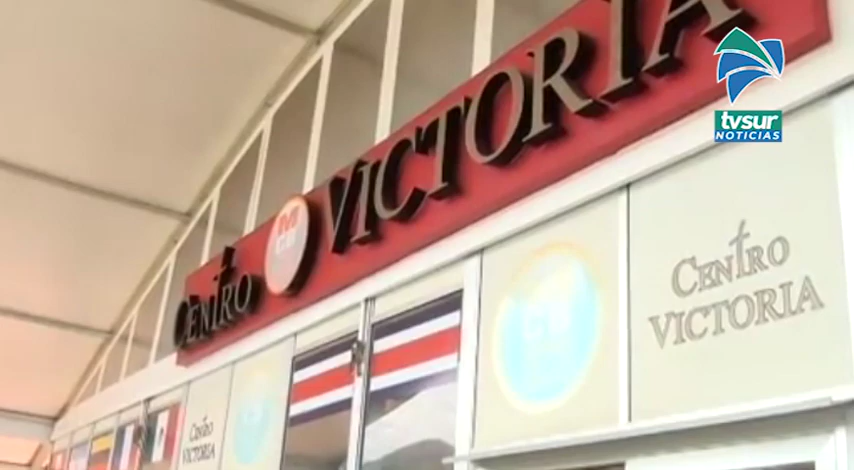 tvsur
NOTICIAS
CENTRO VICTORIA
CENTRO
VICTORIA
CENTRO
VICTORIA